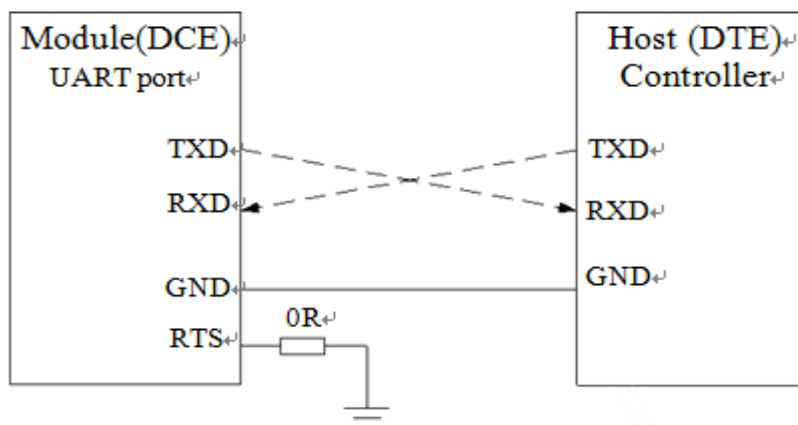 Module(DCE)↵
UART port↵
TXD↵
RXD↵
GND↵
RTS↵
0R↵
Host (DTE)↵
Controller↵
TXD↵
RXD↵
GND↵